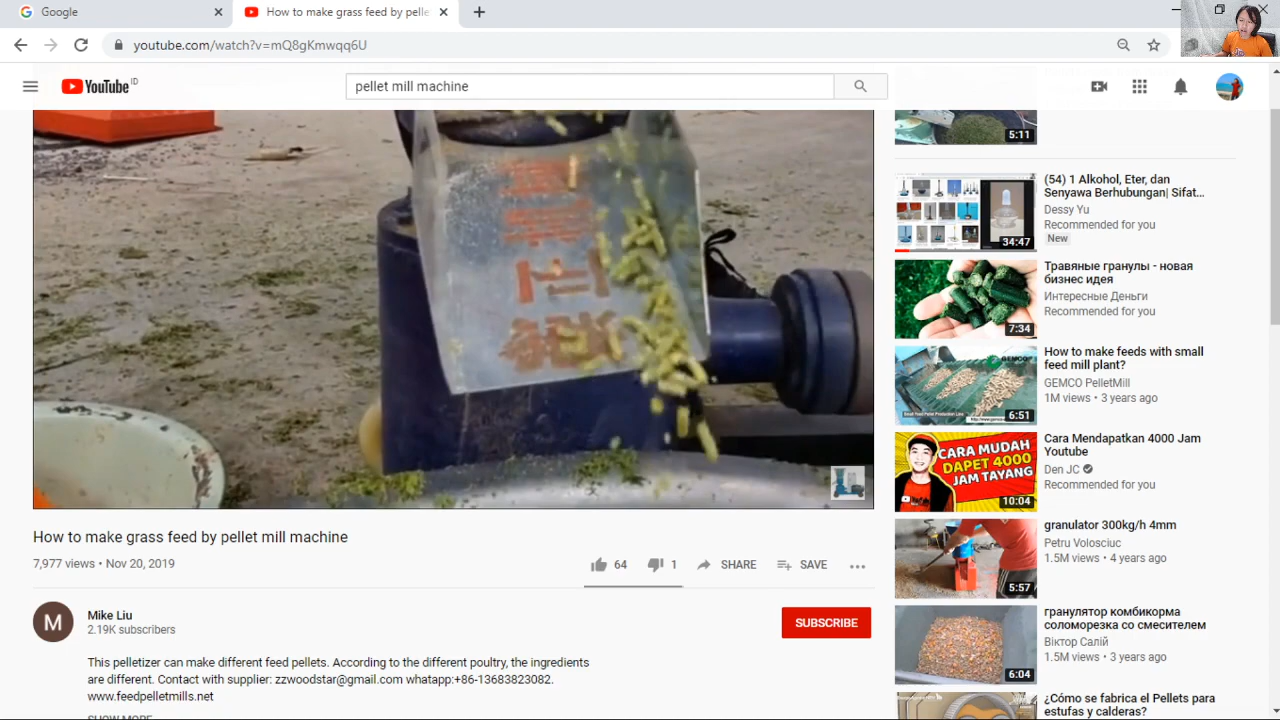 Google
How to make grass feed by pelle
youtube.com/watch?v=mQ8gKmwqq6U
YouTube ID
pellet mill machine
5:11
(54) 1 Alkohol, Eter, dan
Senyawa Berhubungan| Sifat...
Dessy Yu
Recommended for you
New
34:47
Травяные гранулы - новая
бизнес идея
Интересные Деньги
Recommended for you
7:34
How to make feeds with small
feed mill plant?
GEMCO PelletMill
1M views • 3 years ago
GEMCO
6:51
Cara Mendapatkan 4000 Jam
Youtube
Den JC
Recommended for you
CARA MUDAH
DAPET 4000
JAM TAYANG
10:04
granulator 300kg/h 4mm
Petru Volosciuc
1.5M views • 4 years ago
5:57
гранулятор комбикорма
соломорезка со смесителем
Віктор Салій
1.5M views • 3 years ago
6:04
¿Cómo se fabrica el Pellets para
estufas y calderas?
How to make grass feed by pellet mill machine
7,977 views • Nov 20, 2019
64 1 SHARE SAVE
M
Mike Liu
2.19K subscribers
SUBSCRIBE
This pelletizer can make different feed pellets. According to the different poultry, the ingredients
are different. Contact with supplier: zzwoodstar@gmail.com whatapp:+86-13683823082.
www.feedpelletmills.net
SHOW MORE